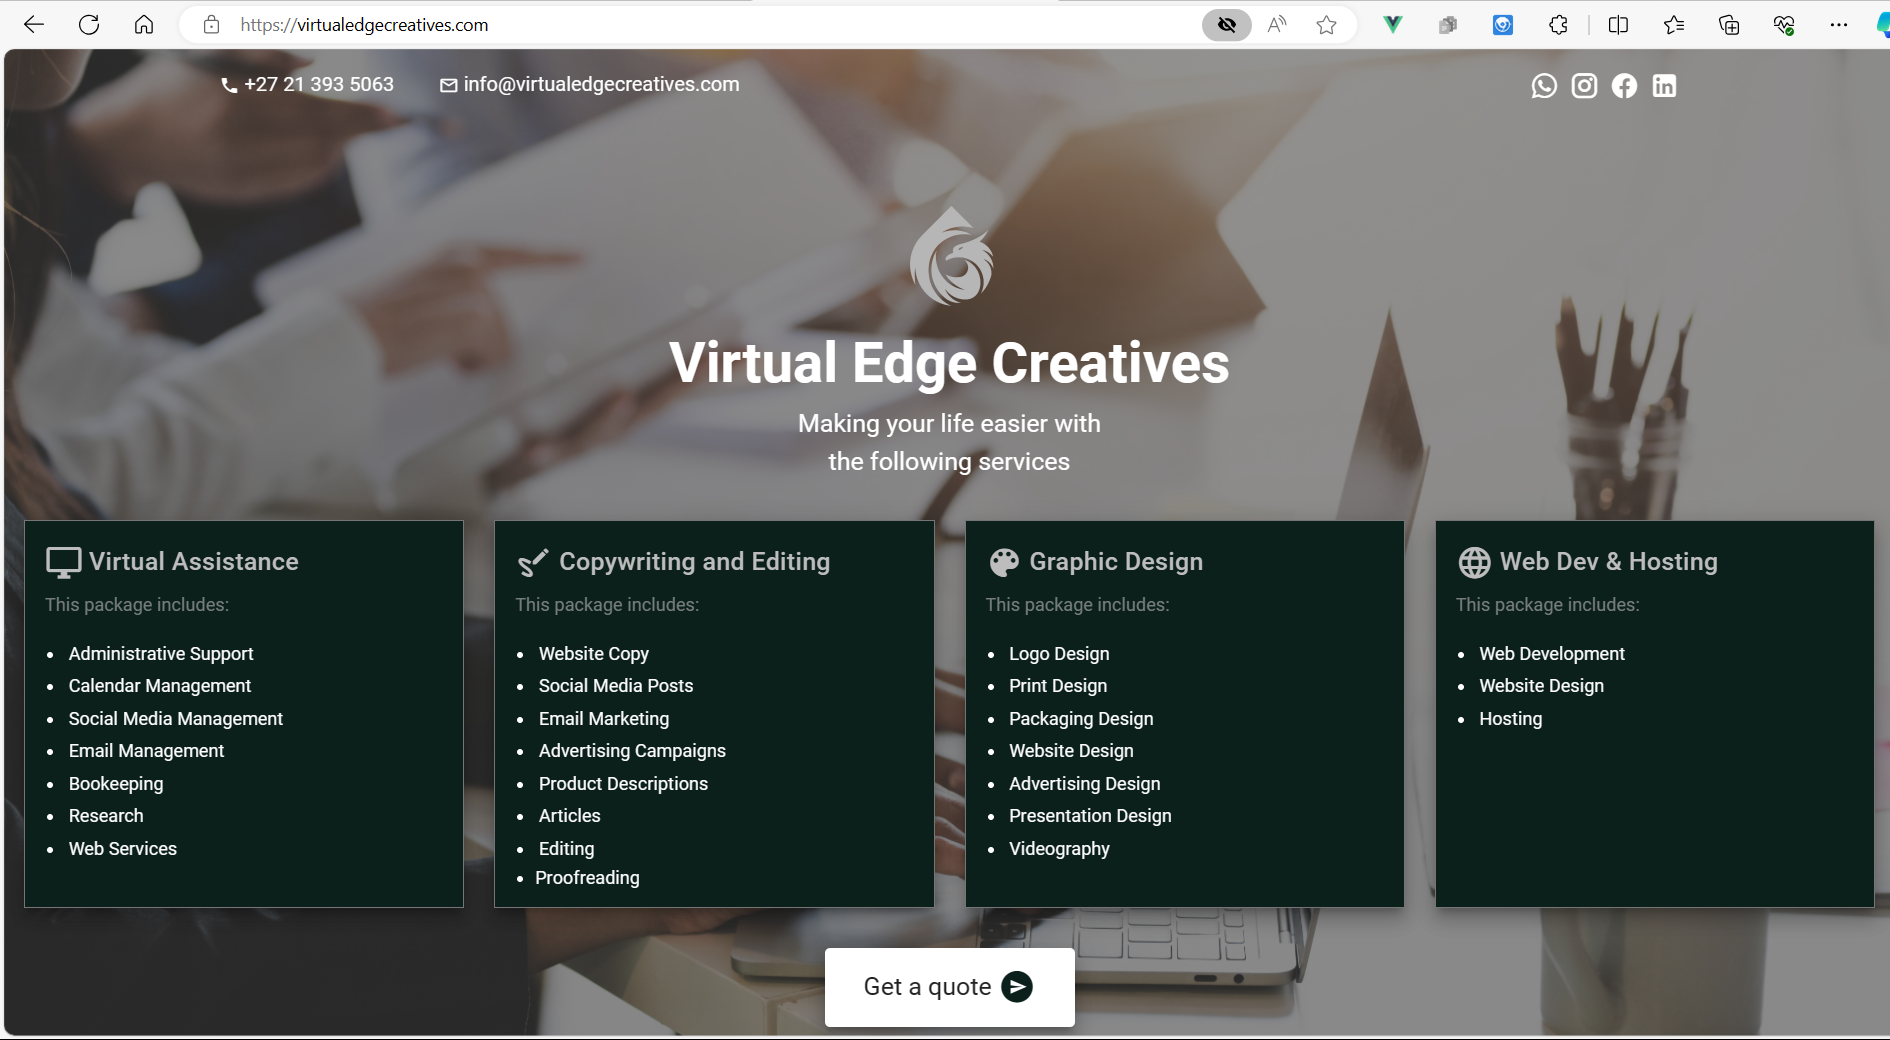 https://virtualedgecreatives.com
+27 21 393 5063
info@virtualedgecreatives.com
Virtual Edge Creatives
Making your life easier with
the following services
Virtual Assistance
This package includes:
Administrative Support
Calendar Management
Social Media Management
Email Management
Bookeeping
Research
Web Services
Copywriting and Editing
This package includes:
Website Copy
Social Media Posts
Email Marketing
Advertising Campaigns
Product Descriptions
Articles
Editing
Proofreading
Graphic Design
This package includes:
Logo Design
Print Design
Packaging Design
Website Design
Advertising Design
Presentation Design
Videography
Web Dev & Hosting
This package includes:
Web Development
Website Design
Hosting
Get a quote